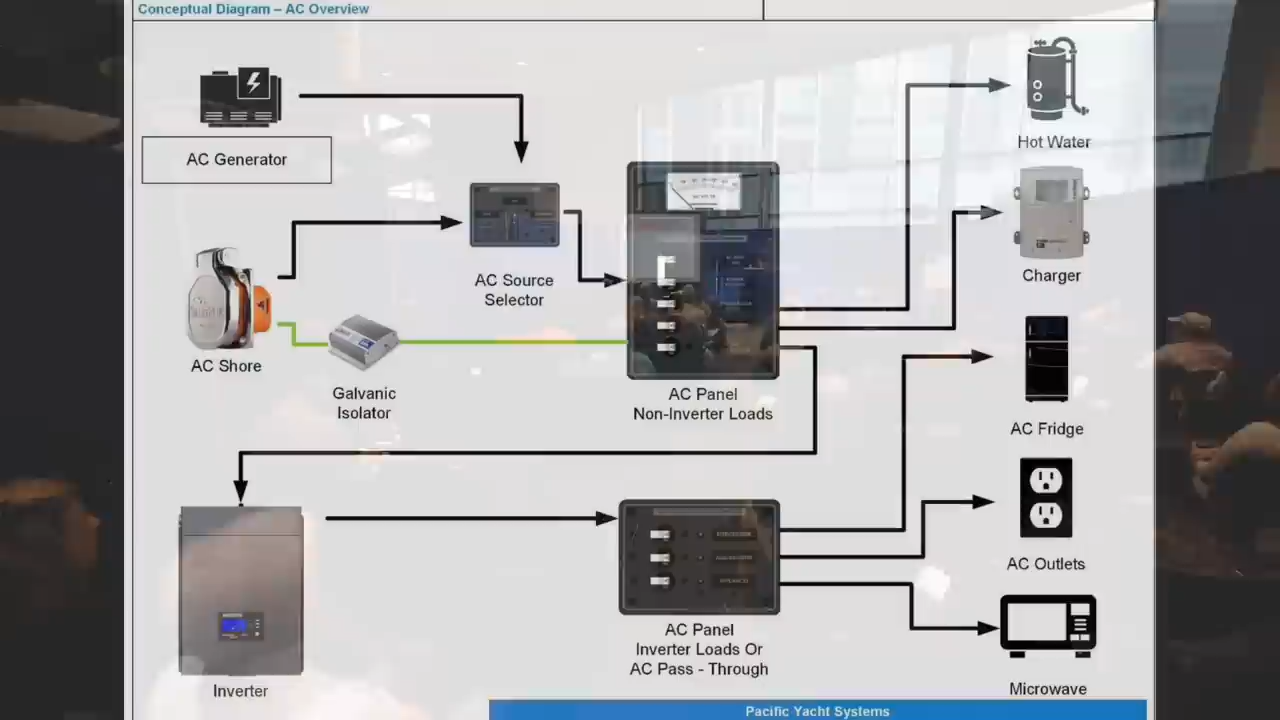 Conceptual Diagram – AC Overview
AC Generator
Hot Water
AC Source
Selector
Charger
AC Shore
Galvanic
Isolator
AC Panel
Non-Inverter Loads
AC Fridge
AC Outlets
AC Panel
Inverter Loads Or
AC Pass - Through
Inverter
Microwave
Pacific Yacht Systems